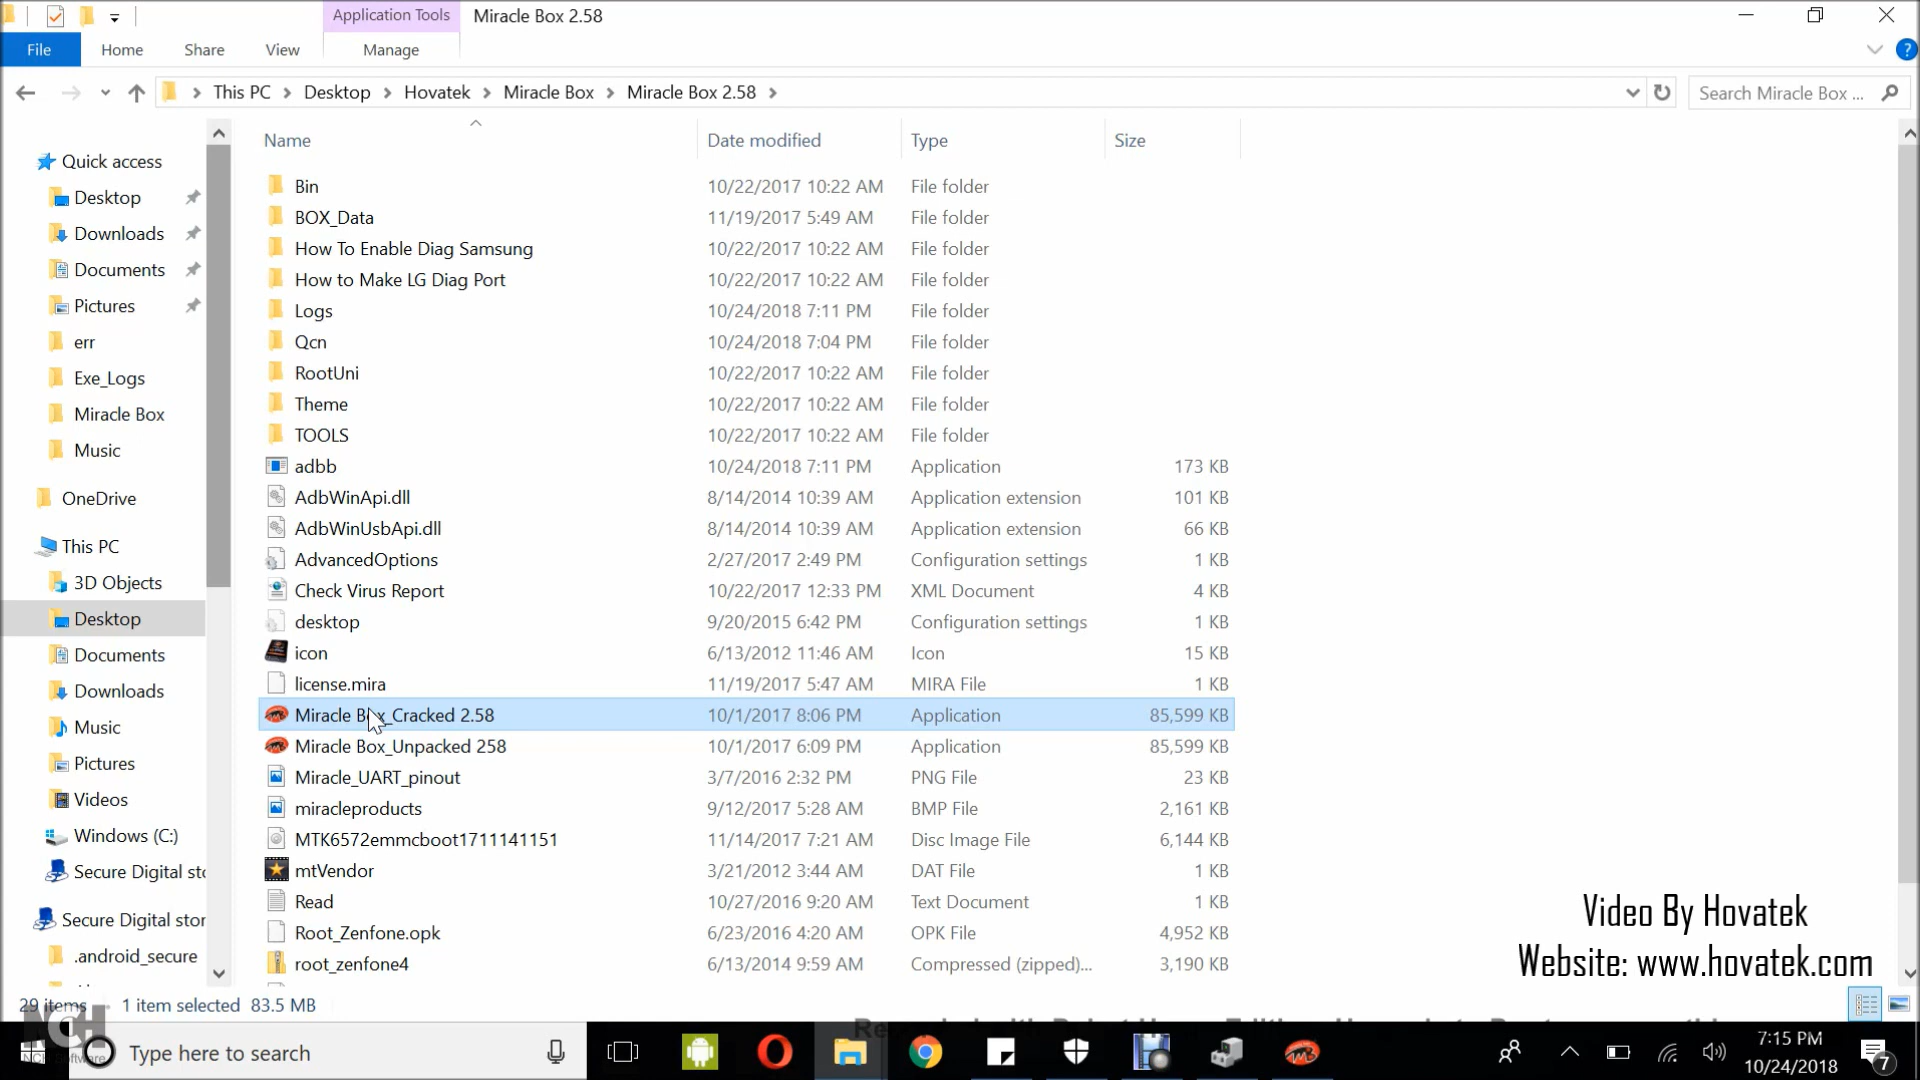 Application Tools
Miracle Box 2.58
File
Home
Share
View
Manage
This PC
Desktop
Hovatek
Miracle Box
Miracle Box 2.58
Search Miracle Box ...
Name
Date modified
Type
Size
Quick access
Desktop
Downloads
Documents
Pictures
err
Exe_Logs
Miracle Box
Music
OneDrive
This PC
3D Objects
Desktop
Documents
Downloads
Music
Pictures
Videos
Windows (C:)
Secure Digital sto
Secure Digital stor
.android_secure
Bin 10/22/2017 10:22 AM File folder
BOX_Data 11/19/2017 5:49 AM File folder
How To Enable Diag Samsung 10/22/2017 10:22 AM File folder
How to Make LG Diag Port 10/22/2017 10:22 AM File folder
Logs 10/24/2018 7:11 PM File folder
Qcn 10/24/2018 7:04 PM File folder
RootUni 10/22/2017 10:22 AM File folder
Theme 10/22/2017 10:22 AM File folder
TOOLS 10/22/2017 10:22 AM File folder
adbb 10/24/2018 7:11 PM Application 173 KB
AdbWinApi.dll 8/14/2014 10:39 AM Application extension 101 KB
AdbWinUsbApi.dll 8/14/2014 10:39 AM Application extension 66 KB
AdvancedOptions 2/27/2017 2:49 PM Configuration settings 1 KB
Check Virus Report 10/22/2017 12:33 PM XML Document 4 KB
desktop 9/20/2015 6:42 PM Configuration settings 1 KB
icon 6/13/2012 11:46 AM Icon 15 KB
license.mira 11/19/2017 5:47 AM MIRA File 1 KB
Miracle Box_Cracked 2.58 10/1/2017 8:06 PM Application 85,599 KB
Miracle Box_Unpacked 258 10/1/2017 6:09 PM Application 85,599 KB
Miracle_UART_pinout 3/7/2016 2:32 PM PNG File 23 KB
miracleproducts 9/12/2017 5:28 AM BMP File 2,161 KB
MTK6572emmcboot1711141151 11/14/2017 7:21 AM Disc Image File 6,144 KB
mtVendor 3/21/2012 3:44 AM DAT File 1 KB
Read 10/27/2016 9:20 AM Text Document 1 KB
Root_Zenfone.opk 6/23/2016 4:20 AM OPK File 4,952 KB
root_zenfone4 6/13/2014 9:59 AM Compressed (zipped)... 3,190 KB
Video By Hovatek
Website: www.hovatek.com
29 items 1 item selected 83.5 MB
NCH
Type here to search
7:15 PM
10/24/2018
7